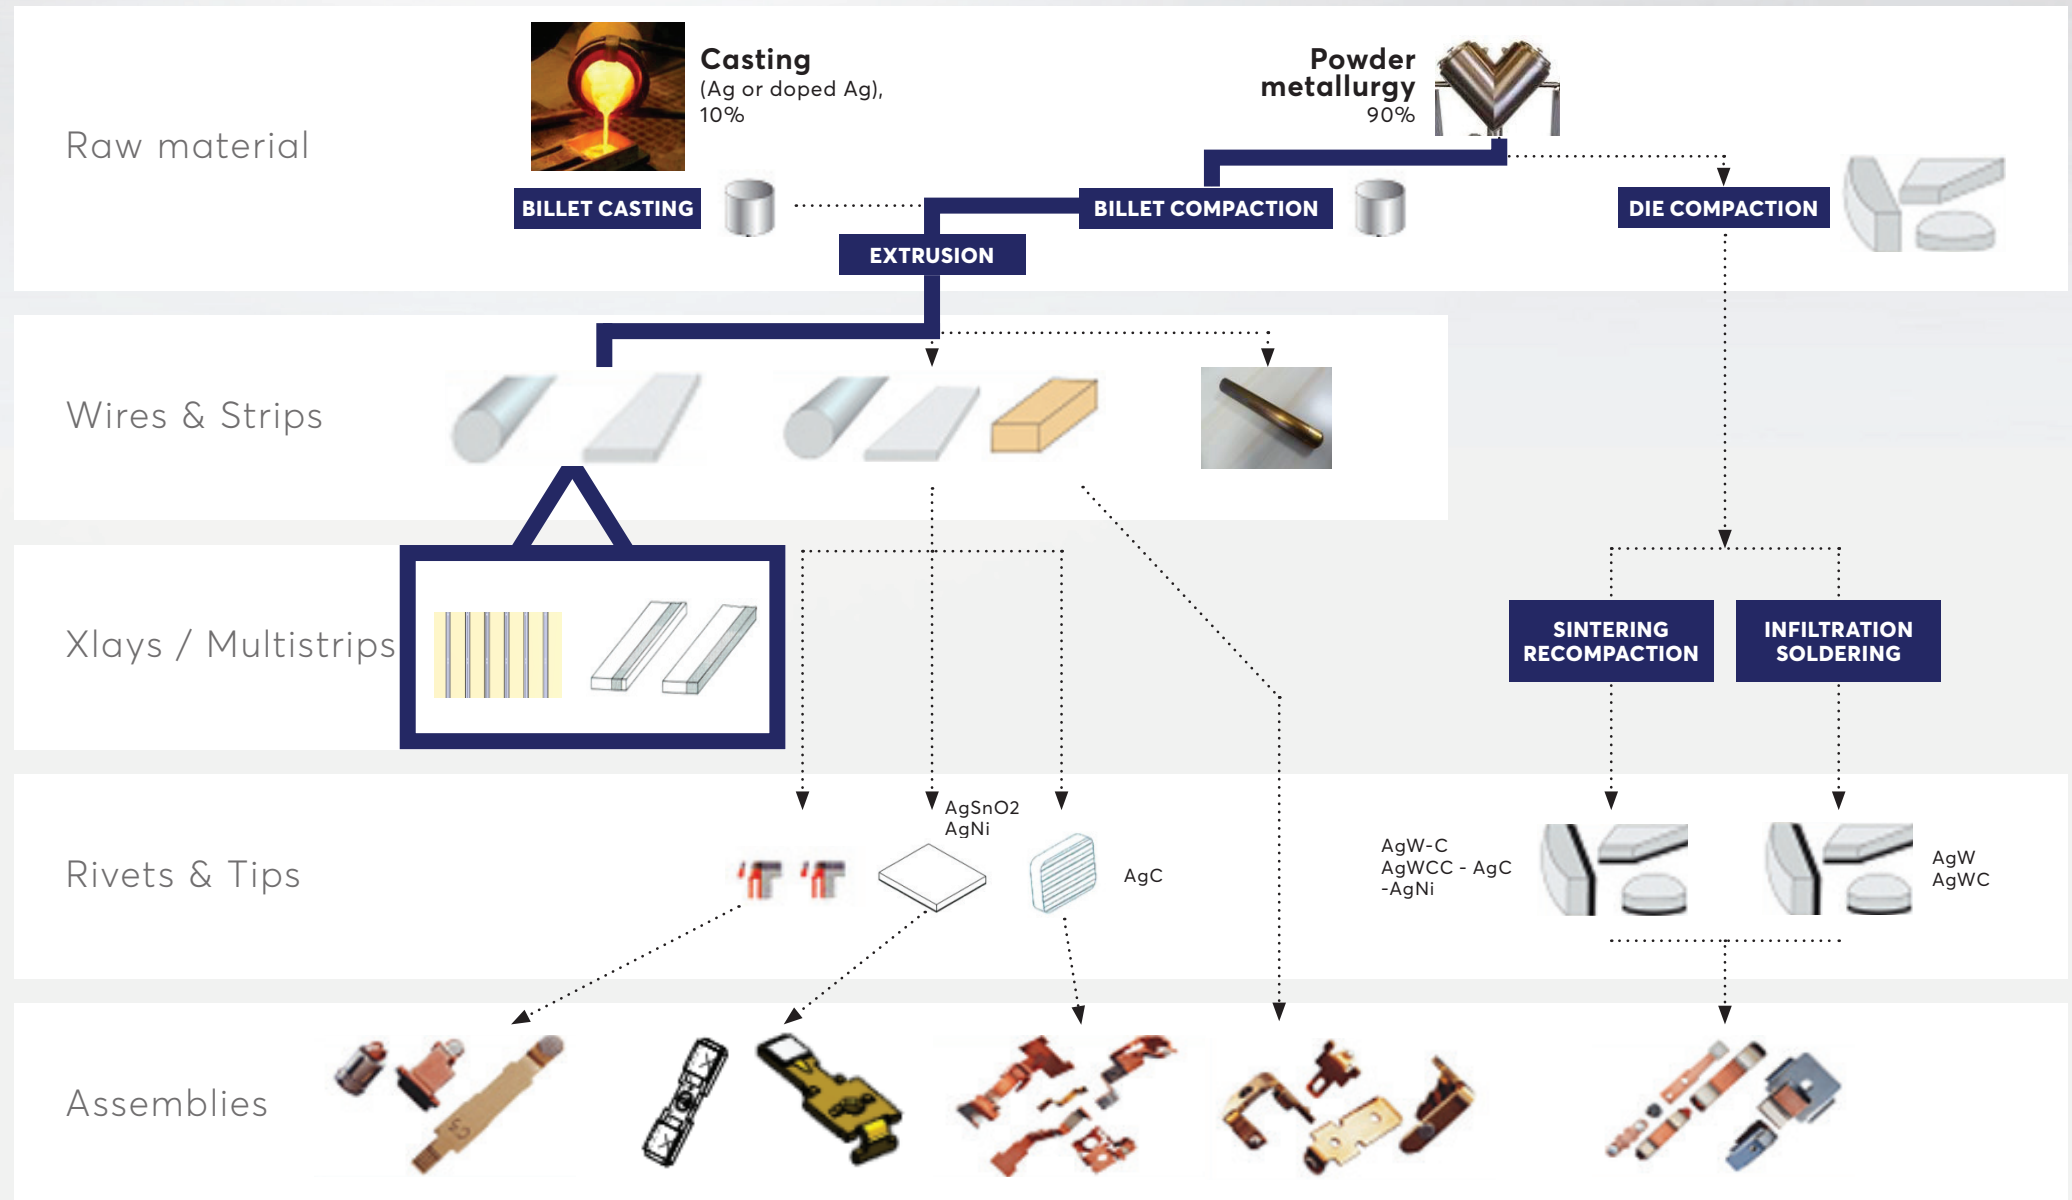 Raw material
Casting
(Ag or doped Ag),
10%
Powder
metallurgy
90%
BILLET CASTING
BILLET COMPACTION
DIE COMPACTION
EXTRUSION
Wires & Strips
Xlays / Multistrips
SINTERING
RECOMPACTION
INFILTRATION
SOLDERING
Rivets & Tips
AgSnO2
AgNi
AgC
AgW-C
AgWCC - AgC
-AgNi
AgW
AgWC
Assemblies